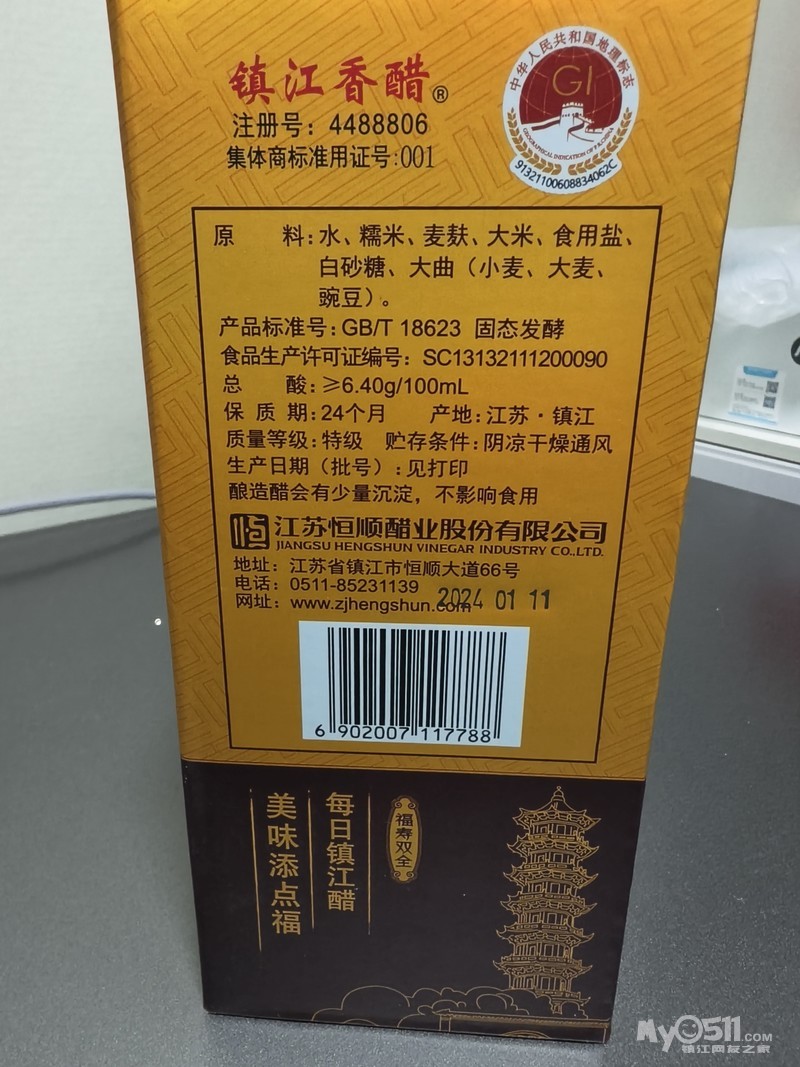 镇江香醋®
注册号：4488806
集体商标准用证号:001
中华人民共和国地理标志
GI
GEOGRAPHICAL INDICATION OF P.R.CHINA
91321100608834062C
原 料:水、糯米、麦麸、大米、食用盐、
白砂糖、大曲（小麦、大麦、
豌豆）。
产品标准号:GB/T 18623 固态发酵
食品生产许可证编号: SC13132111200090
总 酸:≥6.40g/100mL
保 质 期:24个月 产地:江苏·镇江
质量等级:特级 贮存条件:阴凉干燥通风
生产日期（批号）:见打印
酿造醋会有少量沉淀，不影响食用
江苏恒顺醋业股份有限公司
JIANGSU HENGSHUN VINEGAR INDUSTRY CO.,LTD.
地址: 江苏省镇江市恒顺大道66号
电话: 0511-85231139
网址: www.zjhengshun.com
2024 01 11
6 902007 117788
福寿双全
每日镇江醋
美味添点福
My0511.COM
镇江网友之家